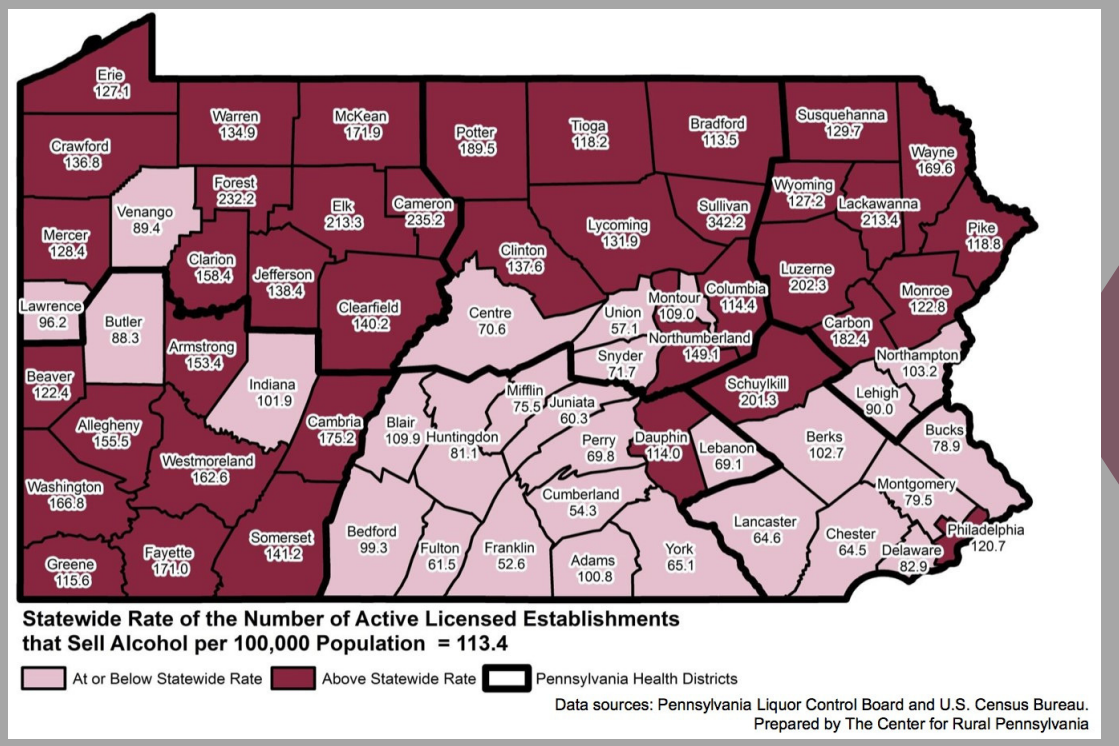 Erie
127.1
Warren
134.9
McKean
171.9
Potter
189.5
Tioga
118.2
Bradford
113.5
Susquehanna
129.7
Wayne
169.6
Crawford
136.8
Forest
232.2
Venango
89.4
Elk
213.3
Cameron
235.2
Sullivan
342.2
Wyoming
127.2
Lackawanna
213.4
Pike
118.8
Mercer
128.4
Clarion
158.4
Jefferson
138.4
Clinton
137.6
Lycoming
131.9
Luzerne
202.3
Monroe
122.8
Lawrence
96.2
Butler
88.3
Clearfield
140.2
Centre
70.6
Union
57.1
Montour
109.0
Columbia
114.4
Northumberland
149.1
Carbon
182.4
Northampton
103.2
Armstrong
153.4
Snyder
71.7
Beaver
122.4
Indiana
101.9
Mifflin
75.5
Juniata
60.3
Schuylkill
201.3
Lehigh
90.0
Allegheny
155.5
Cambria
175.2
Blair
109.9
Huntingdon
81.1
Perry
69.8
Dauphin
114.0
Lebanon
69.1
Berks
102.7
Bucks
78.9
Westmoreland
162.6
Washington
166.8
Cumberland
54.3
Montgomery
79.5
Lancaster
64.6
Chester
64.5
Delaware
82.9
Philadelphia
120.7
Greene
115.6
Fayette
171.0
Somerset
141.2
Bedford
99.3
Fulton
61.5
Franklin
52.6
Adams
100.8
York
65.1
Statewide Rate of the Number of Active Licensed Establishments
that Sell Alcohol per 100,000 Population = 113.4
At or Below Statewide Rate
Above Statewide Rate
Pennsylvania Health Districts
Data sources: Pennsylvania Liquor Control Board and U.S. Census Bureau.
Prepared by The Center for Rural Pennsylvania